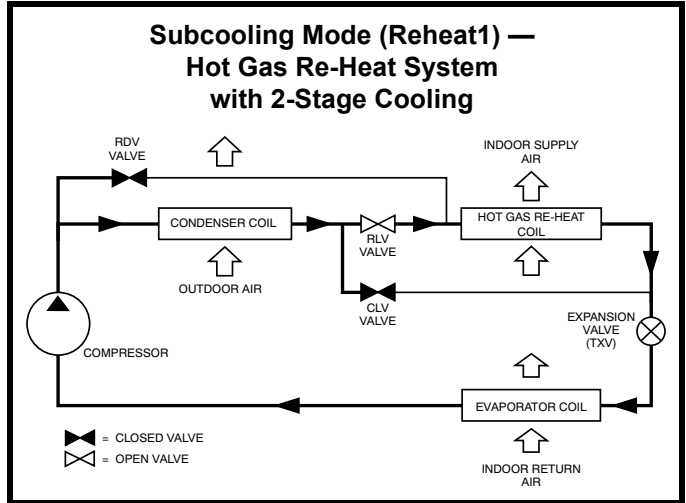 Subcooling Mode (Reheat1) —
Hot Gas Re-Heat System
with 2-Stage Cooling
RDV
VALVE
INDOOR SUPPLY
AIR
CONDENSER COIL
RLV
VALVE
HOT GAS RE-HEAT
COIL
OUTDOOR AIR
CLV
VALVE
EXPANSION
VALVE
(TXV)
COMPRESSOR
EVAPORATOR COIL
= CLOSED VALVE
= OPEN VALVE
INDOOR RETURN
AIR